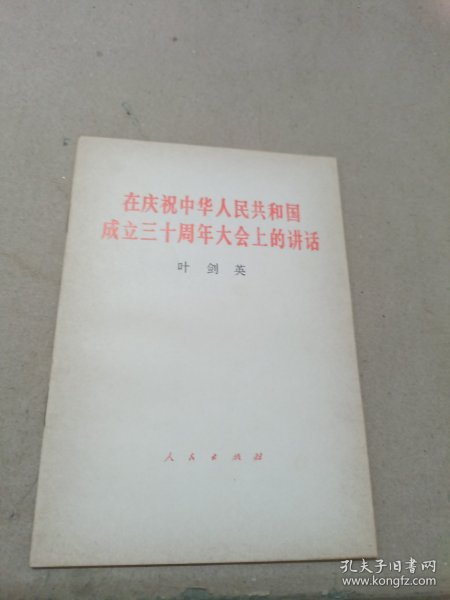 在庆祝中华人民共和国
成立三十周年大会上的讲话
叶剑英
人民出版社
孔夫子旧书网
www.kongfz.com